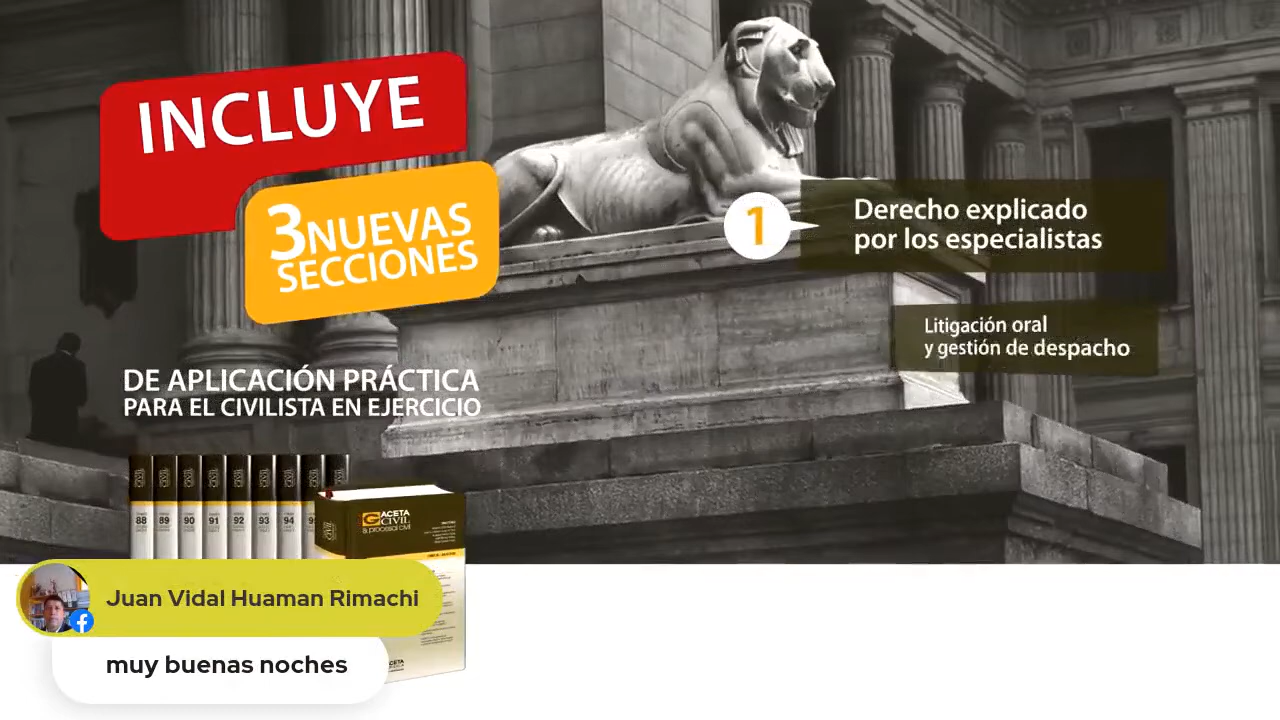 INCLUYE
3 NUEVAS
SECCIONES
1
Derecho explicado
por los especialistas
Litigación oral
y gestión de despacho
DE APLICACIÓN PRÁCTICA
PARA EL CIVILISTA EN EJERCICIO
88 89 90 91 92 93 94
GACETA
CIVIL
& procesal civil
Juan Vidal Huaman Rimachi
muy buenas noches